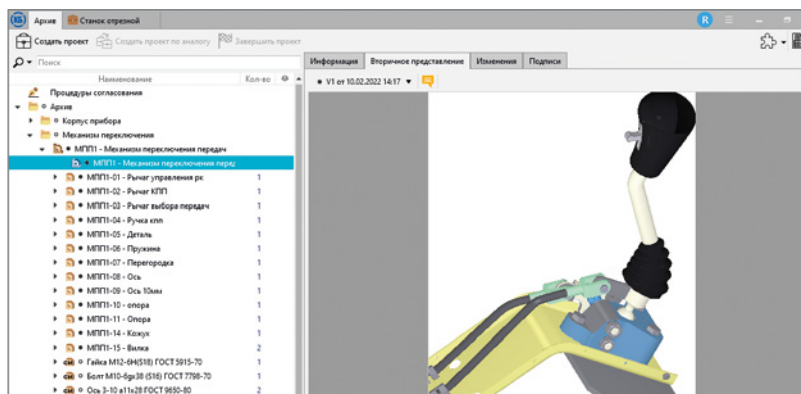 КБ Архив Станок отрезной R
Создать проект Создать проект по аналогу Завершить проект
Поиск
Информация Вторичное представление Изменения Подписи
Наименование Кол-во
V1 от 10.02.2022 14:17
Процедуры согласования
Архив
Корпус прибора
Механизм переключения
МПП1 - Механизм переключения передач
МПП1 - Механизм переключения перед
МПП1-01 - Рычаг управления рк 1
МПП1-02 - Рычаг КПП 1
МПП1-03 - Рычаг выбора передач 1
МПП1-04 - Ручка кпп 1
МПП1-05 - Деталь 1
МПП1-06 - Пружина 1
МПП1-07 - Перегородка 1
МПП1-08 - Ось 1
МПП1-09 - Ось 10мм 1
МПП1-10 - опора 1
МПП1-11 - Опора 1
МПП1-14 - Кожух 1
МПП1-15 - Вилка 2
Гайка М12-6Н(S18) ГОСТ 5915-70 1
Болт М10-6gx38 (S16) ГОСТ 7798-70 1
Ось 3-10 в11х28 ГОСТ 9650-80 2